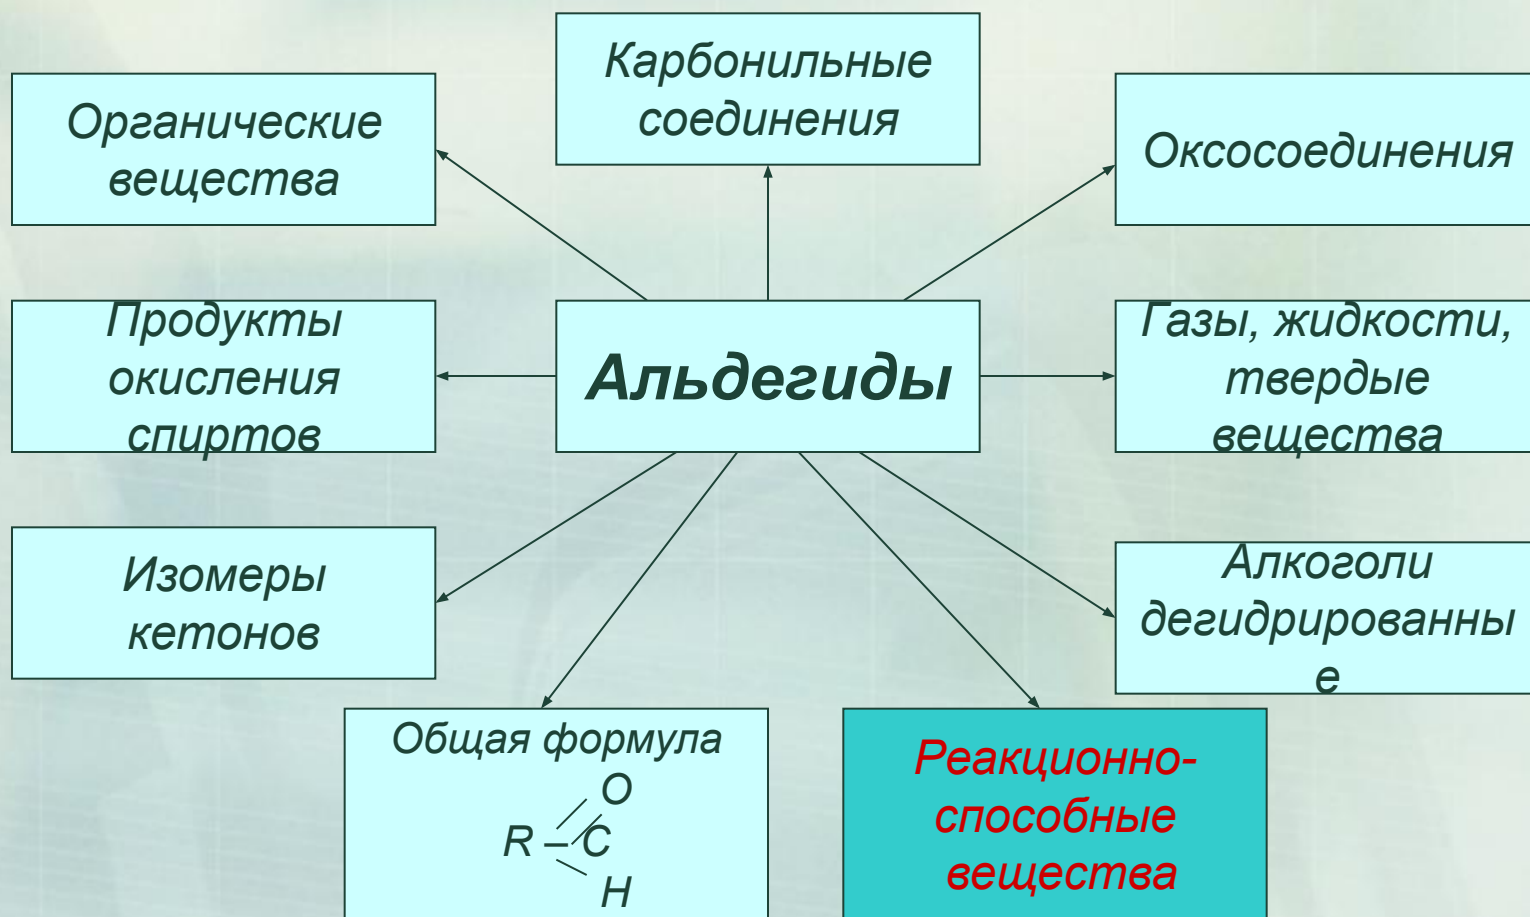 Карбонильные
соединения
Органические
вещества
Оксосоединения
Продукты
окисления
спиртов
Альдегиды
Газы, жидкости,
твердые
вещества
Изомеры
кетонов
Алкоголи
дегидрированны
е
Общая формула
O
R – C
H
Реакционно-
способные
вещества